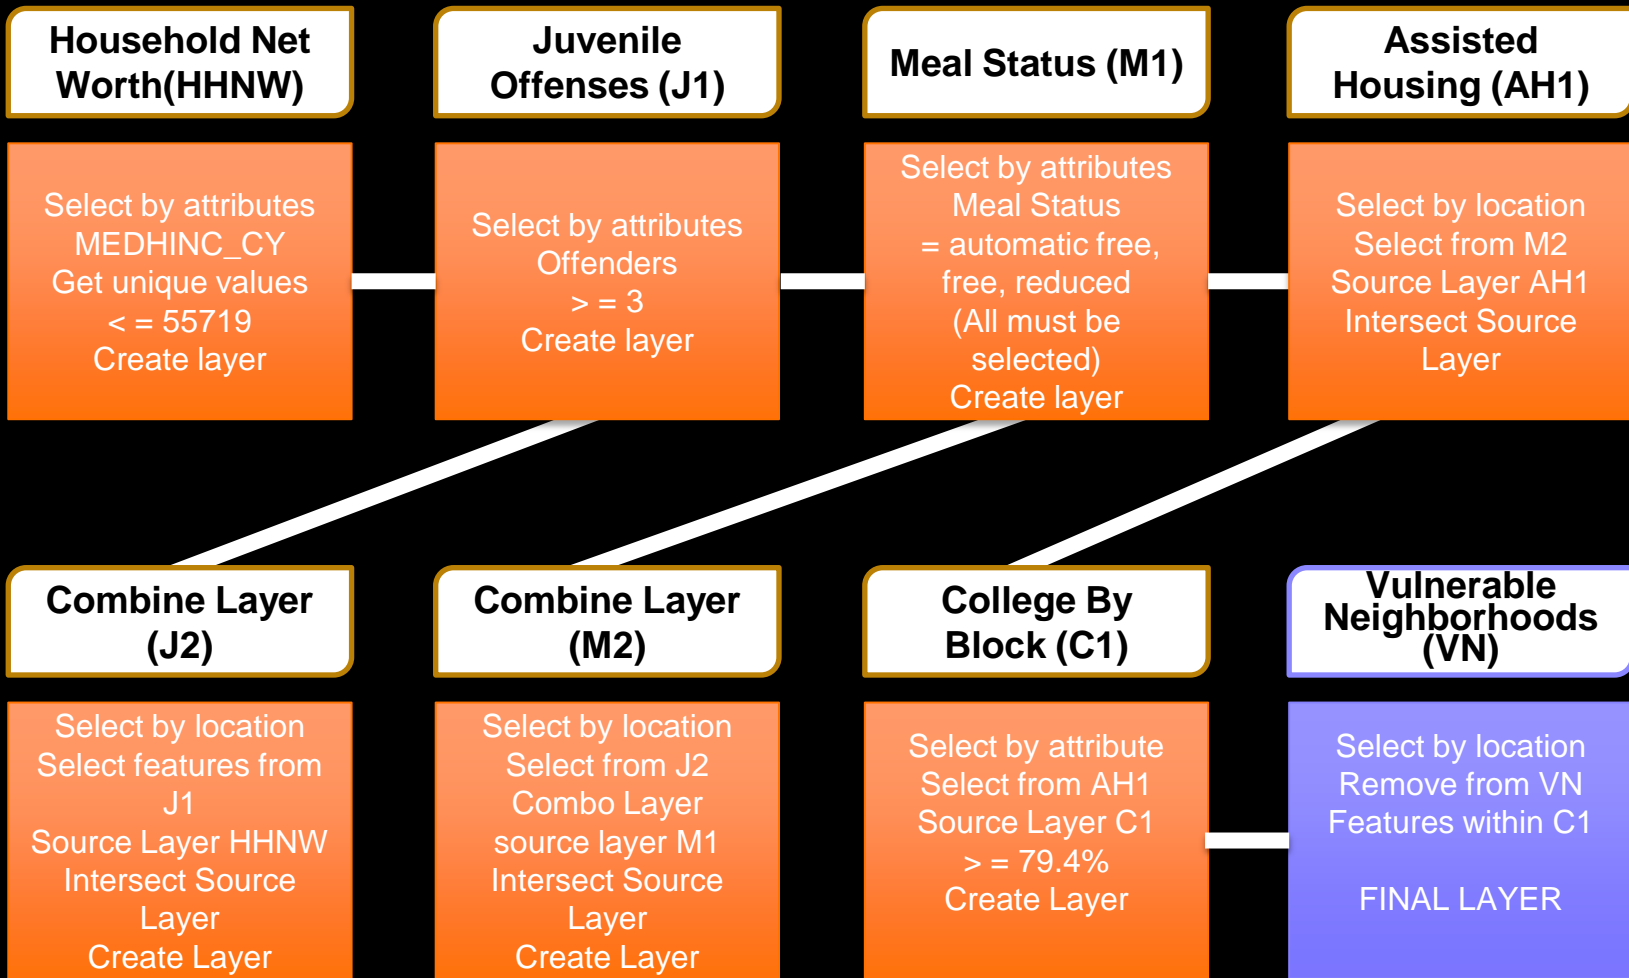 Household Net
Worth(HHNW)
Select by attributes
MEDHINC_CY
Get unique values
< = 55719
Create layer
Juvenile
Offenses (J1)
Select by attributes
Offenders
> = 3
Create layer
Meal Status (M1)
Select by attributes
Meal Status
= automatic free,
free, reduced
(All must be
selected)
Create layer
Assisted
Housing (AH1)
Select by location
Select from M2
Source Layer AH1
Intersect Source
Layer
Combine Layer
(J2)
Select by location
Select features from
J1
Source Layer HHNW
Intersect Source
Layer
Create Layer
Combine Layer
(M2)
Select by location
Select from J2
Combo Layer
source layer M1
Intersect Source
Layer
Create Layer
College By
Block (C1)
Select by attribute
Select from AH1
Source Layer C1
> = 79.4%
Create Layer
Vulnerable
Neighborhoods
(VN)
Select by location
Remove from VN
Features within C1
FINAL LAYER